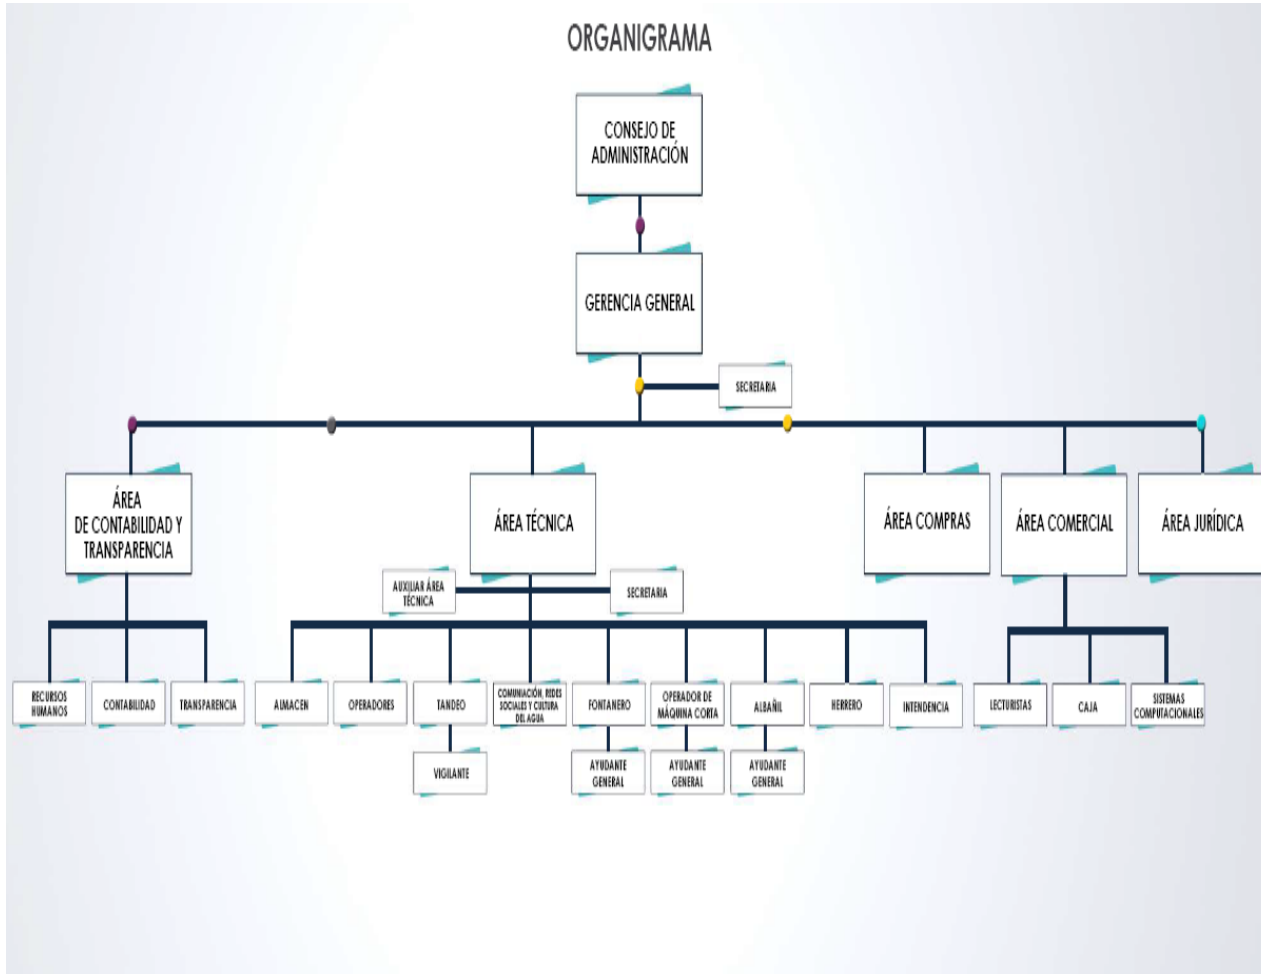 ORGANIGRAMA
CONSEJO DE
ADMINISTRACIÓN
GERENCIA GENERAL
SECRETARIA
ÁREA
DE CONTABILIDAD Y
TRANSPARENCIA
ÁREA TÉCNICA
ÁREA COMPRAS
ÁREA COMERCIAL
ÁREA JURÍDICA
AUXILIAR ÁREA
TÉCNICA
SECRETARIA
RECURSOS
HUMANOS
CONTABILIDAD
TRANSPARENCIA
ALMACEN
OPERADORES
TANDEO
COMUNIACIÓN, REDES
SOCIALES Y CULTURA
DEL AGUA
FONTANERO
OPERADOR DE
MÁQUINA CORTA
ALBAÑIL
HERRERO
INTENDENCIA
LECTURISTAS
CAJA
SISTEMAS
COMPUTACIONALES
VIGILANTE
AYUDANTE
GENERAL
AYUDANTE
GENERAL
AYUDANTE
GENERAL